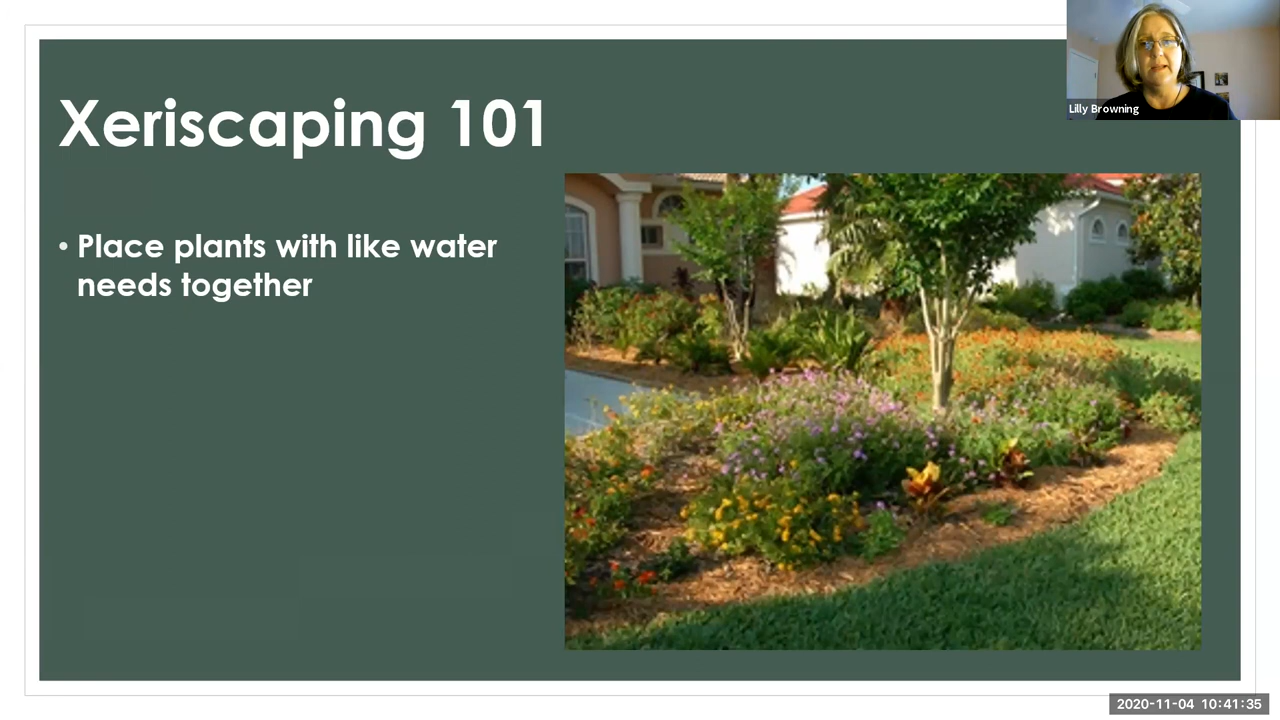 Xeriscaping 101
Lilly Browning
• Place plants with like water
needs together
2020-11-04 10:41:35